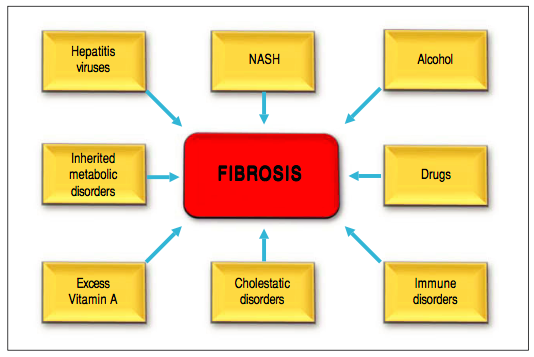 Hepatitis
viruses
NASH
Alcohol
Inherited
metabolic
disorders
FIBROSIS
Drugs
Excess
Vitamin A
Cholestatic
disorders
Immune
disorders